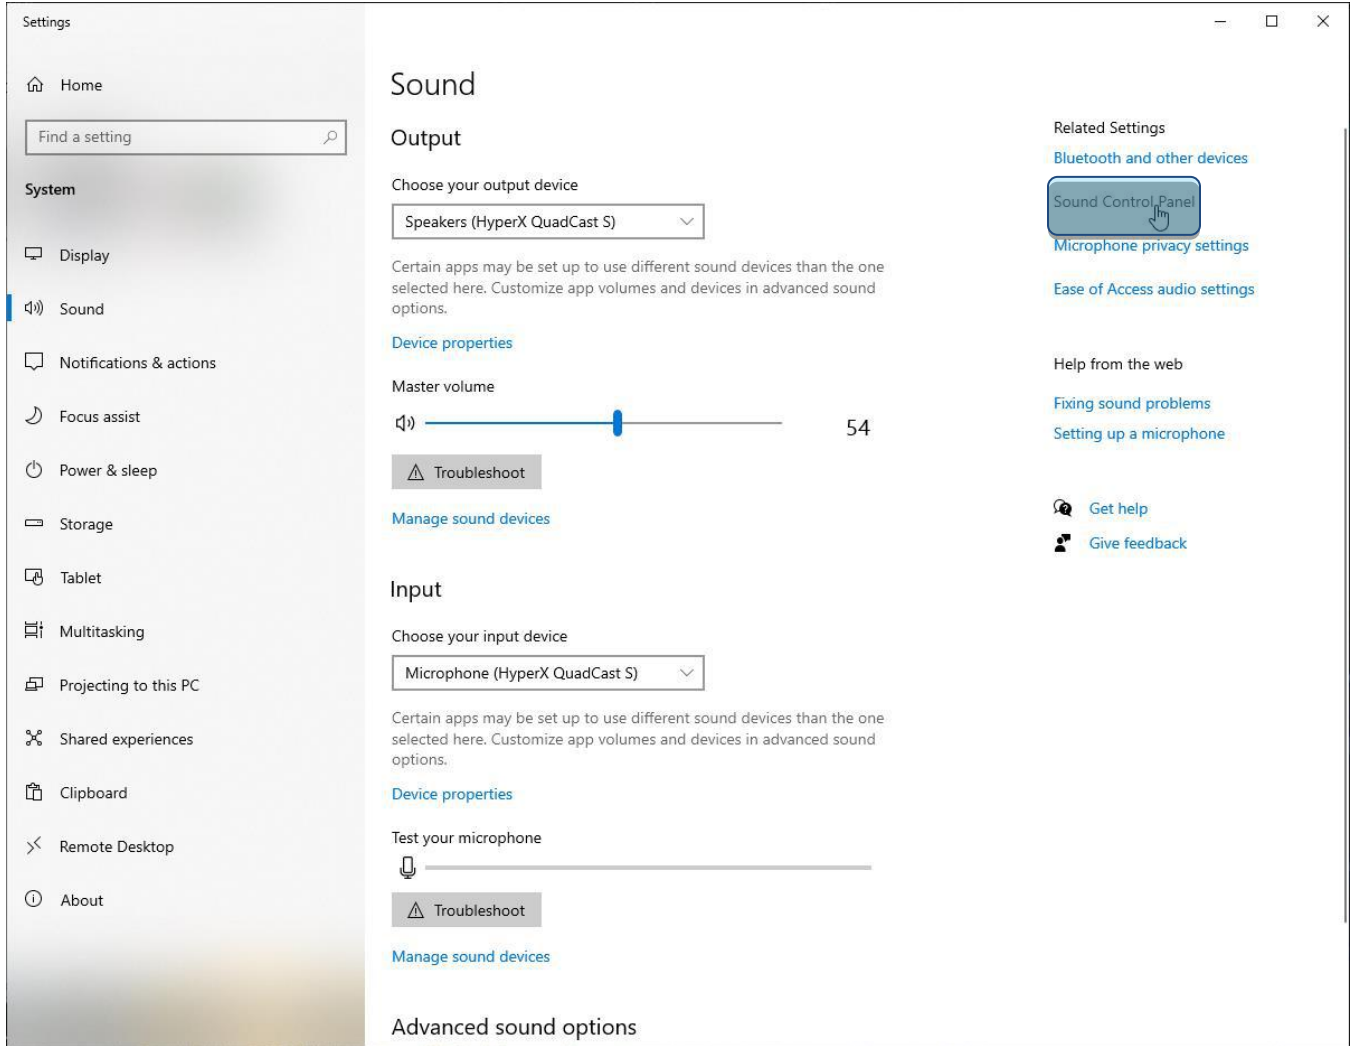 Settings
Home
Find a setting
System
Display
Sound
Notifications & actions
Focus assist
Power & sleep
Storage
Tablet
Multitasking
Projecting to this PC
Shared experiences
Clipboard
Remote Desktop
About
Sound
Output
Choose your output device
Speakers (HyperX QuadCast S)
Certain apps may be set up to use different sound devices than the one
selected here. Customize app volumes and devices in advanced sound
options.
Device properties
Master volume
54
Troubleshoot
Manage sound devices
Input
Choose your input device
Microphone (HyperX QuadCast S)
Certain apps may be set up to use different sound devices than the one
selected here. Customize app volumes and devices in advanced sound
options.
Device properties
Test your microphone
Troubleshoot
Manage sound devices
Advanced sound options
Related Settings
Bluetooth and other devices
Sound Control Panel
Microphone privacy settings
Ease of Access audio settings
Help from the web
Fixing sound problems
Setting up a microphone
Get help
Give feedback